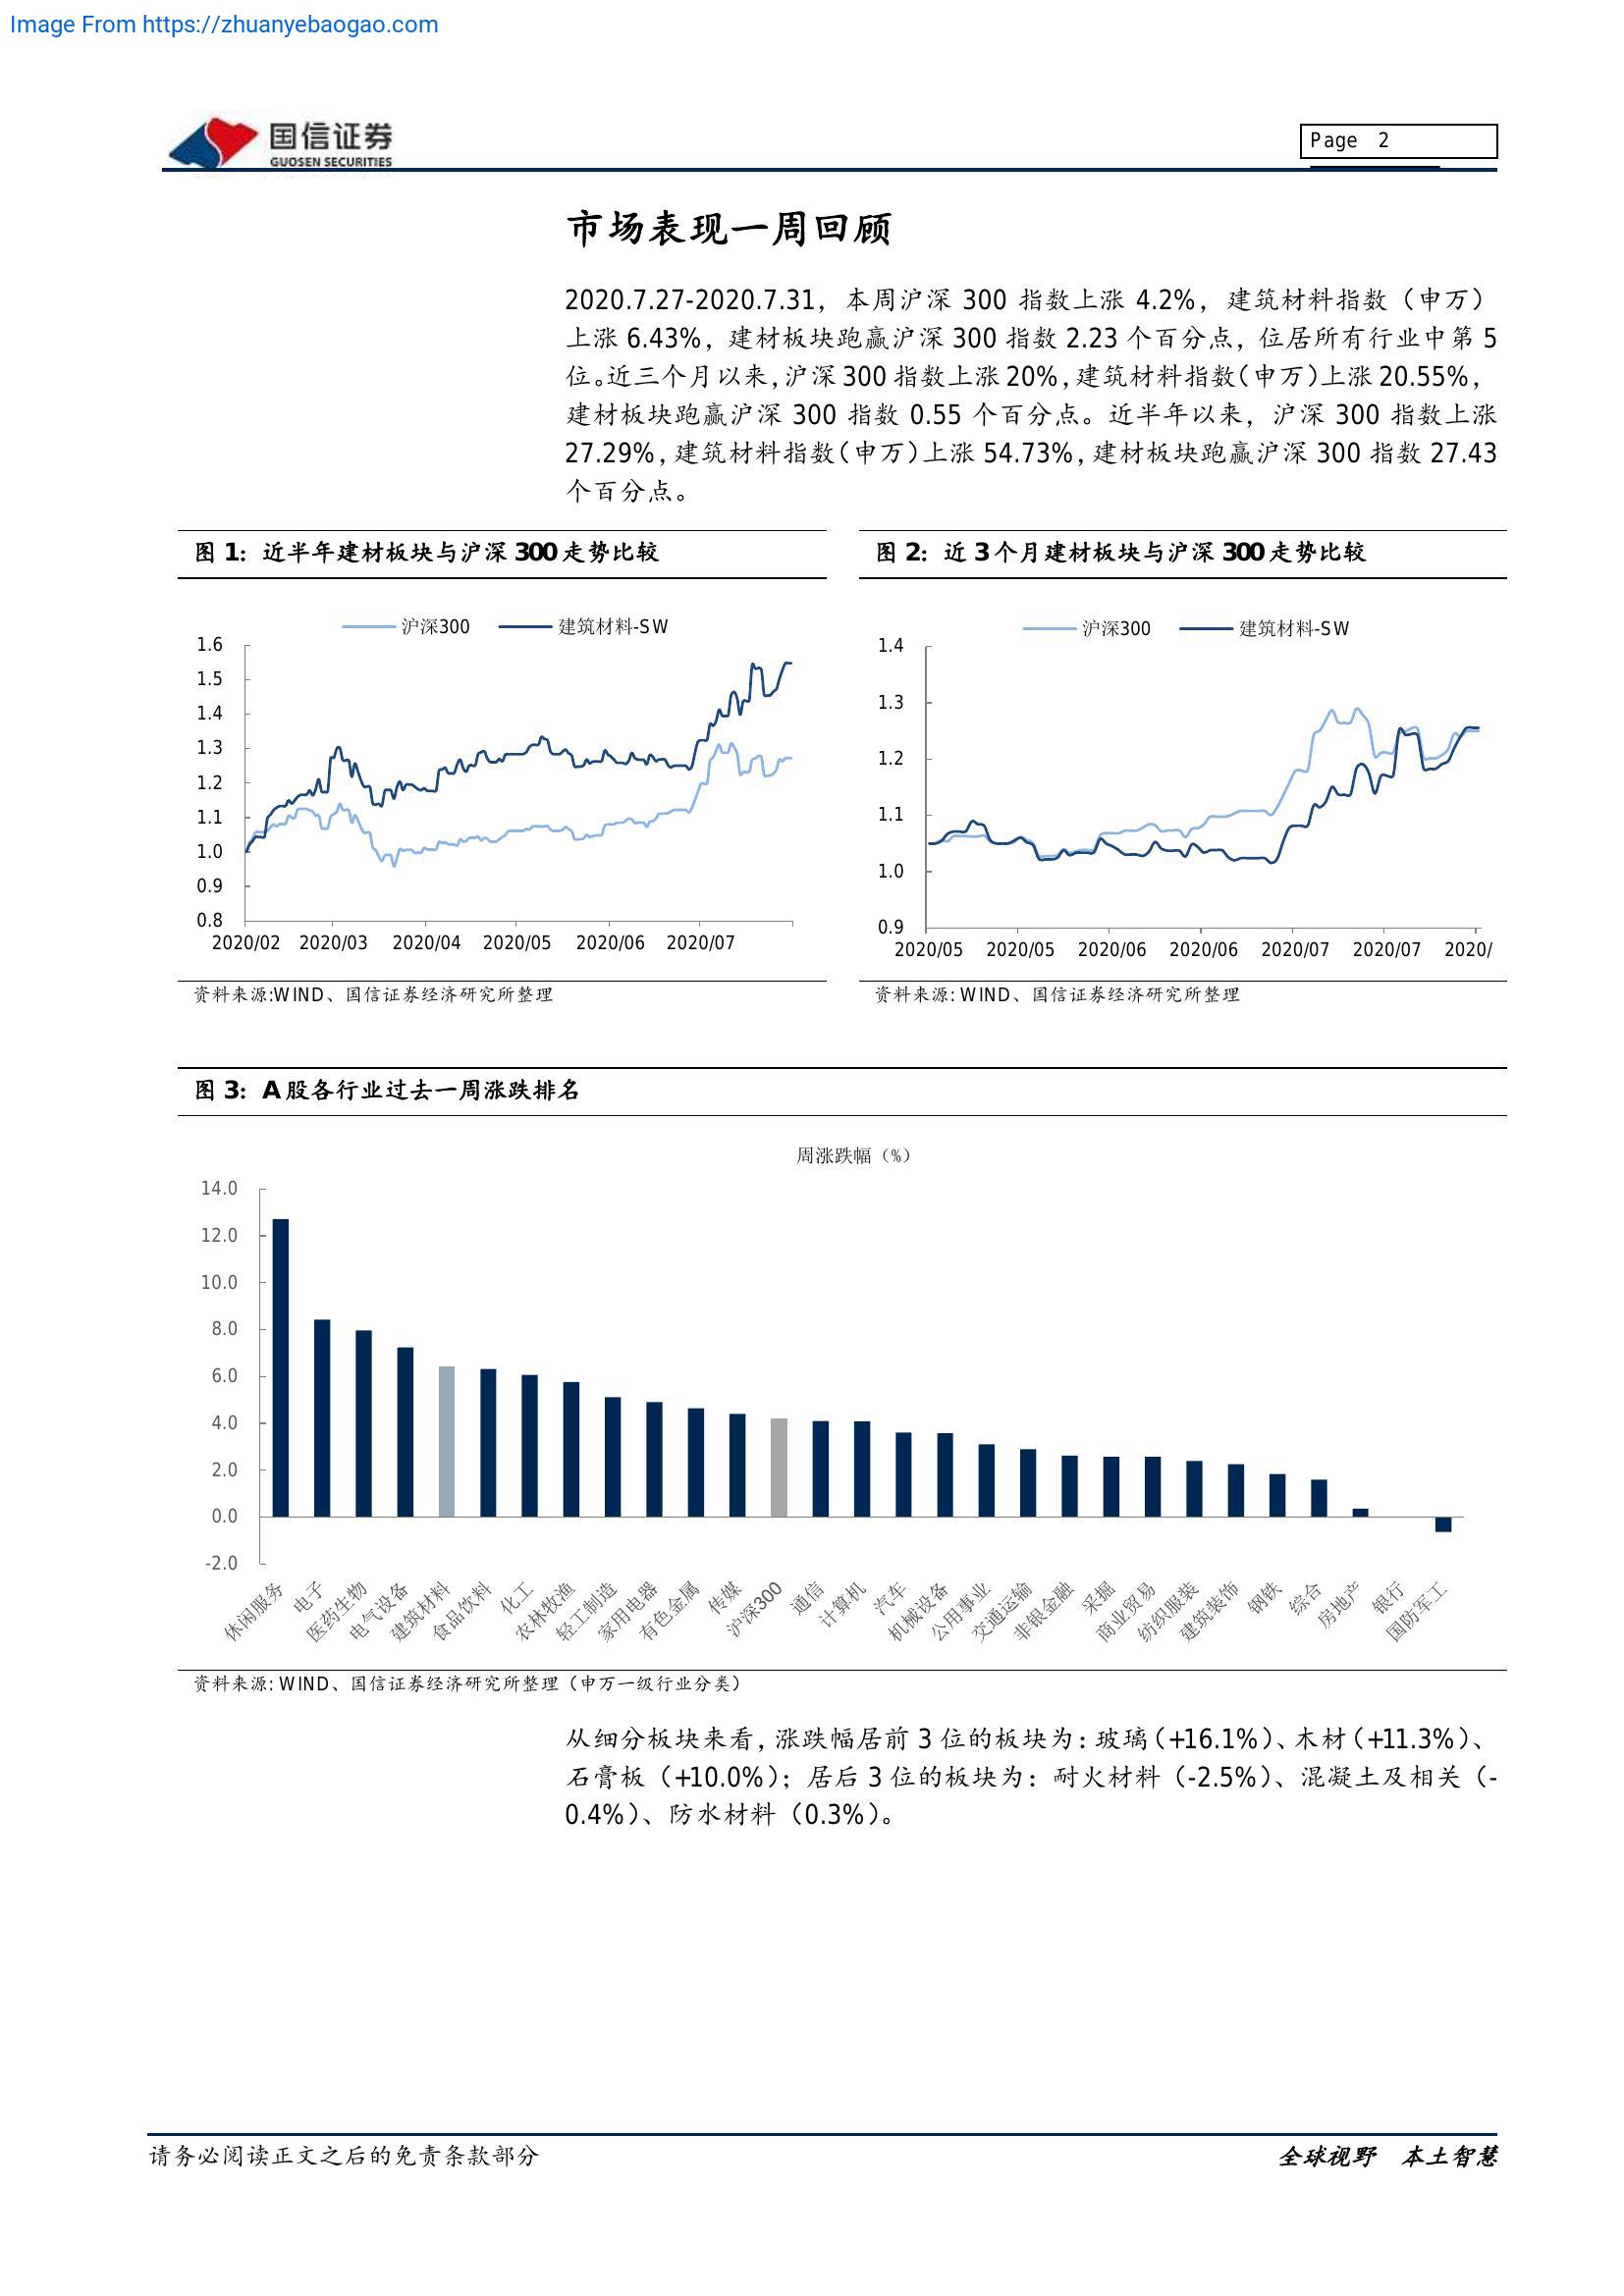 Image From https://zhuanyebaogao.com
国信证券
GUOSEN SECURITIES
Page 2
市场表现一周回顾
2020.7.27-2020.7.31，本周沪深 300 指数上涨 4.2%，建筑材料指数（申万）
上涨 6.43%，建材板块跑赢沪深 300 指数 2.23 个百分点，位居所有行业中第 5
位。近三个月以来，沪深 300 指数上涨 20%，建筑材料指数（申万）上涨 20.55%，
建材板块跑赢沪深 300 指数 0.55 个百分点。近半年以来，沪深 300 指数上涨
27.29%，建筑材料指数（申万）上涨 54.73%，建材板块跑赢沪深 300 指数 27.43
个百分点。
图 1：近半年建材板块与沪深 300 走势比较
沪深300 建筑材料-SW
1.6
1.5
1.4
1.3
1.2
1.1
1.0
0.9
0.8
2020/02 2020/03 2020/04 2020/05 2020/06 2020/07
资料来源:WIND、国信证券经济研究所整理
图 2：近 3 个月建材板块与沪深 300 走势比较
沪深300 建筑材料-SW
1.4
1.3
1.2
1.1
1.0
0.9
2020/05 2020/05 2020/06 2020/06 2020/07 2020/07 2020/
资料来源: WIND、国信证券经济研究所整理
图 3：A 股各行业过去一周涨跌排名
周涨跌幅（%）
14.0
12.0
10.0
8.0
6.0
4.0
2.0
0.0
-2.0
休闲服务 电子 医药生物 电气设备 建筑材料 食品饮料 化工 农林牧渔 轻工制造 家用电器 有色金属 传媒 沪深300 通信 计算机 汽车 机械设备 公用事业 交通运输 非银金融 采掘 商业贸易 纺织服装 建筑装饰 钢铁 综合 房地产 银行 国防军工
资料来源: WIND、国信证券经济研究所整理（申万一级行业分类）
从细分板块来看，涨跌幅居前 3 位的板块为：玻璃（+16.1%）、木材（+11.3%）、
石膏板（+10.0%）；居后 3 位的板块为：耐火材料（-2.5%）、混凝土及相关（-
0.4%）、防水材料（0.3%）。
请务必阅读正文之后的免责条款部分
全球视野 本土智慧